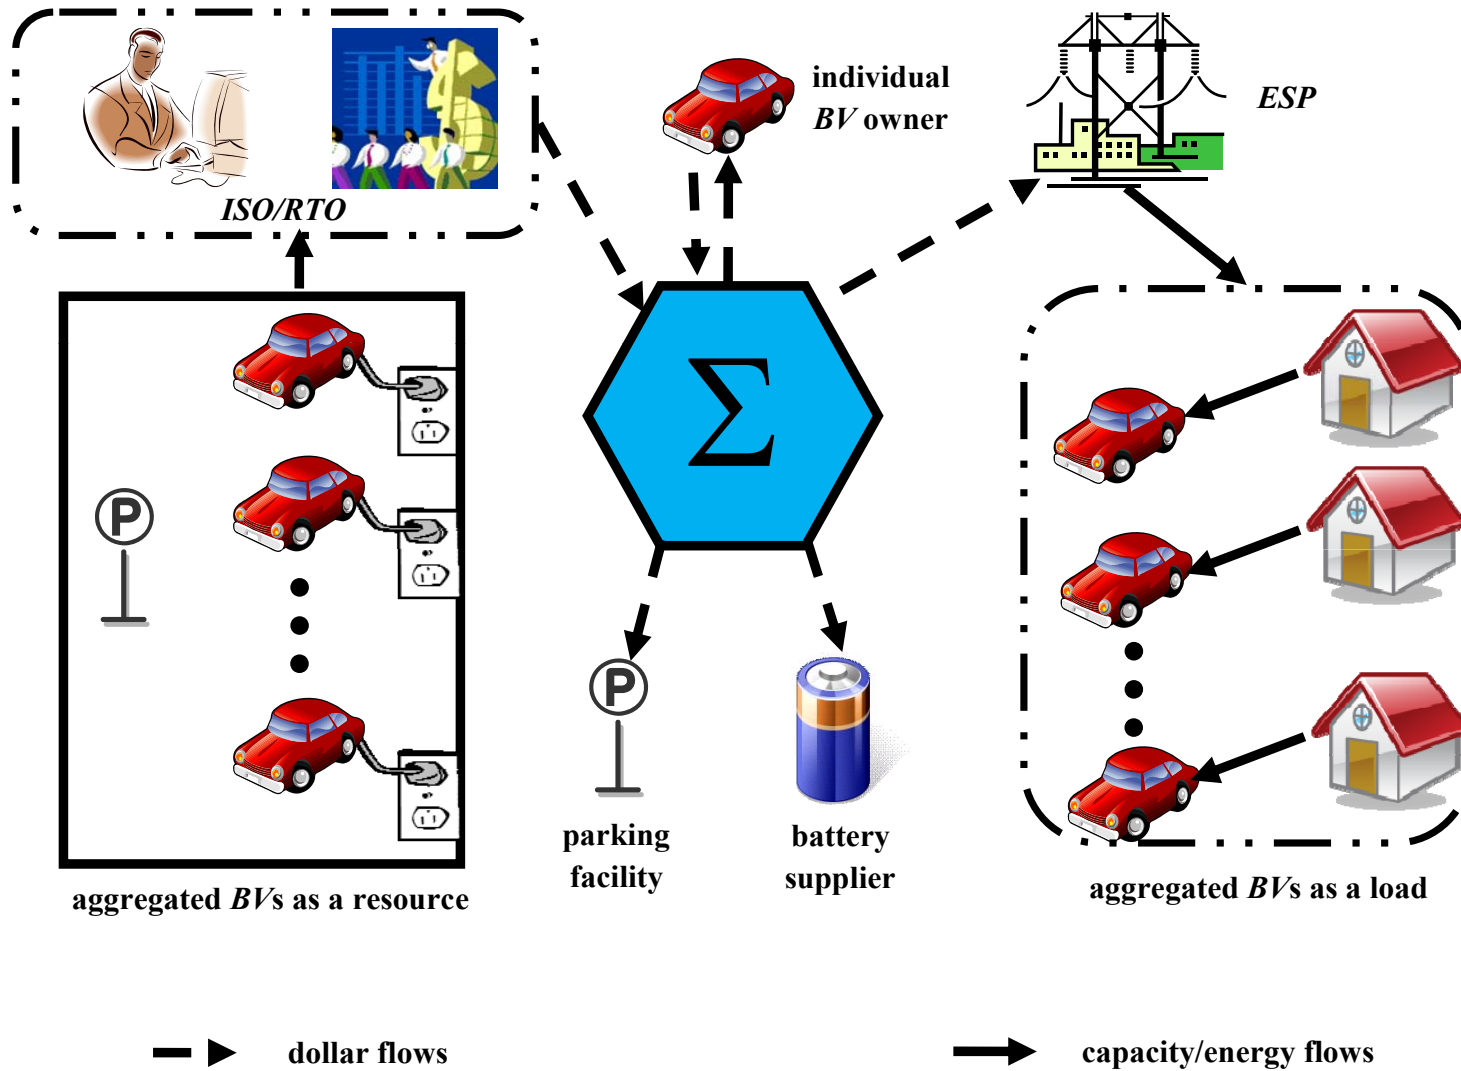 individual
BV owner
ESP
ISO/RTO
Σ
P
P
parking
facility
battery
supplier
aggregated BVs as a resource
aggregated BVs as a load
dollar flows
capacity/energy flows